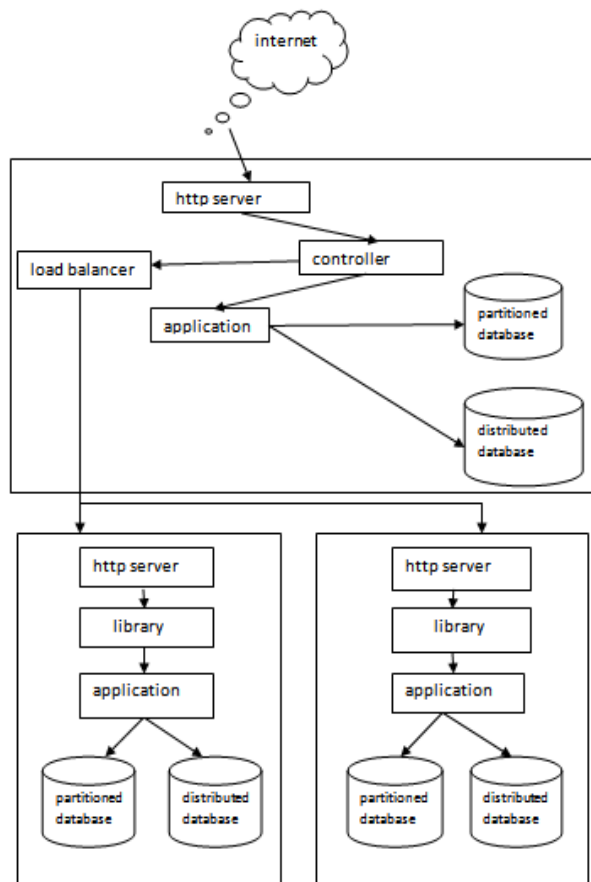 internet
http server
controller
load balancer
application
partitioned
database
distributed
database
http server
library
application
partitioned
database
distributed
database
http server
library
application
partitioned
database
distributed
database